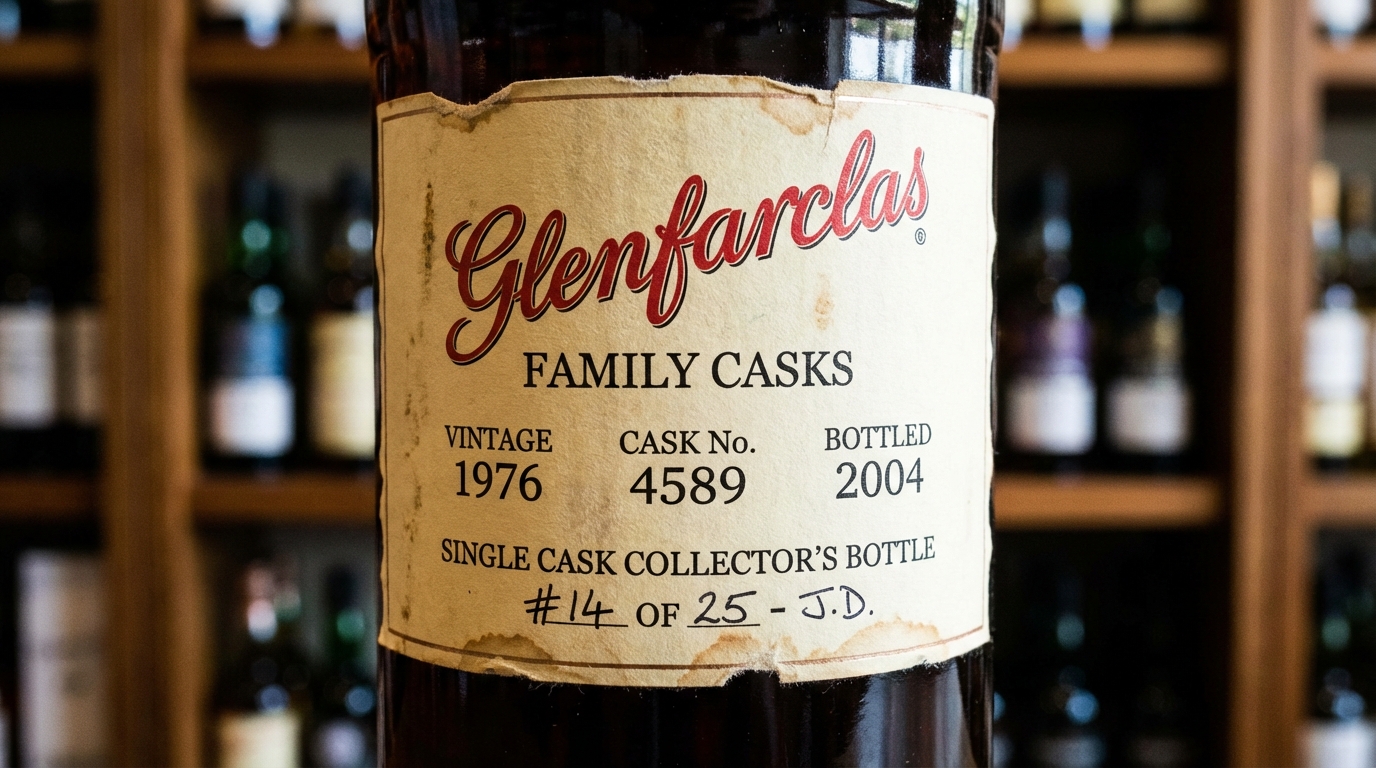 Glenfarclas
FAMILY CASKS
VINTAGE CASK No. BOTTLED
1976 4589 2004
SINGLE CASK COLLECTOR'S BOTTLE
#14 OF 25 - J.D.